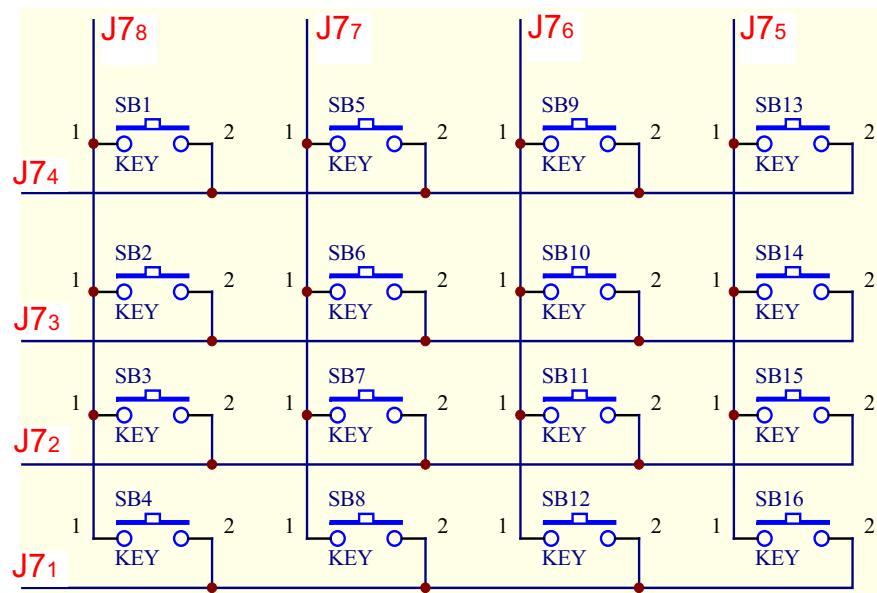 J78 J77 J76 J75
SB1 SB5 SB9 SB13
1 2 1 2 1 2 1 2
KEY KEY KEY KEY
J74
SB2 SB6 SB10 SB14
1 2 1 2 1 2 1 2
KEY KEY KEY KEY
J73
SB3 SB7 SB11 SB15
1 2 1 2 1 2 1 2
KEY KEY KEY KEY
J72
SB4 SB8 SB12 SB16
1 2 1 2 1 2 1 2
KEY KEY KEY KEY
J71